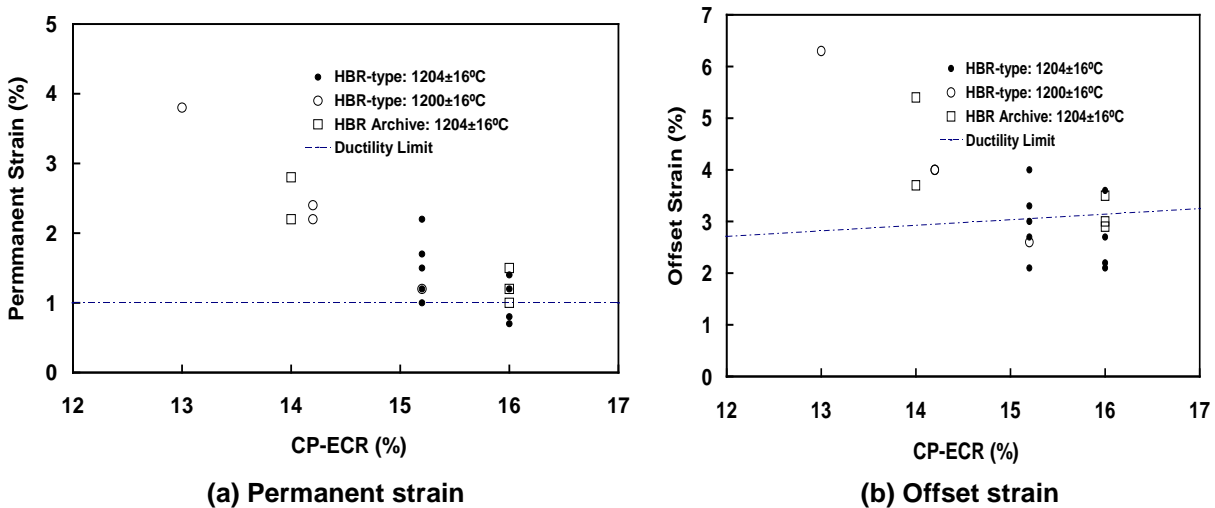 5
4
3
2
1
0
Permmanent Strain (%)
HBR-type: 1204±16⁰C
HBR-type: 1200±16⁰C
HBR Archive: 1204±16⁰C
Ductility Limit
12 13 14 15 16 17
CP-ECR (%)
(a) Permanent strain
7
6
5
4
3
2
1
0
Offset Strain (%)
HBR-type: 1204±16⁰C
HBR-type: 1200±16⁰C
HBR Archive: 1204±16⁰C
Ductility Limit
12 13 14 15 16 17
CP-ECR (%)
(b) Offset strain